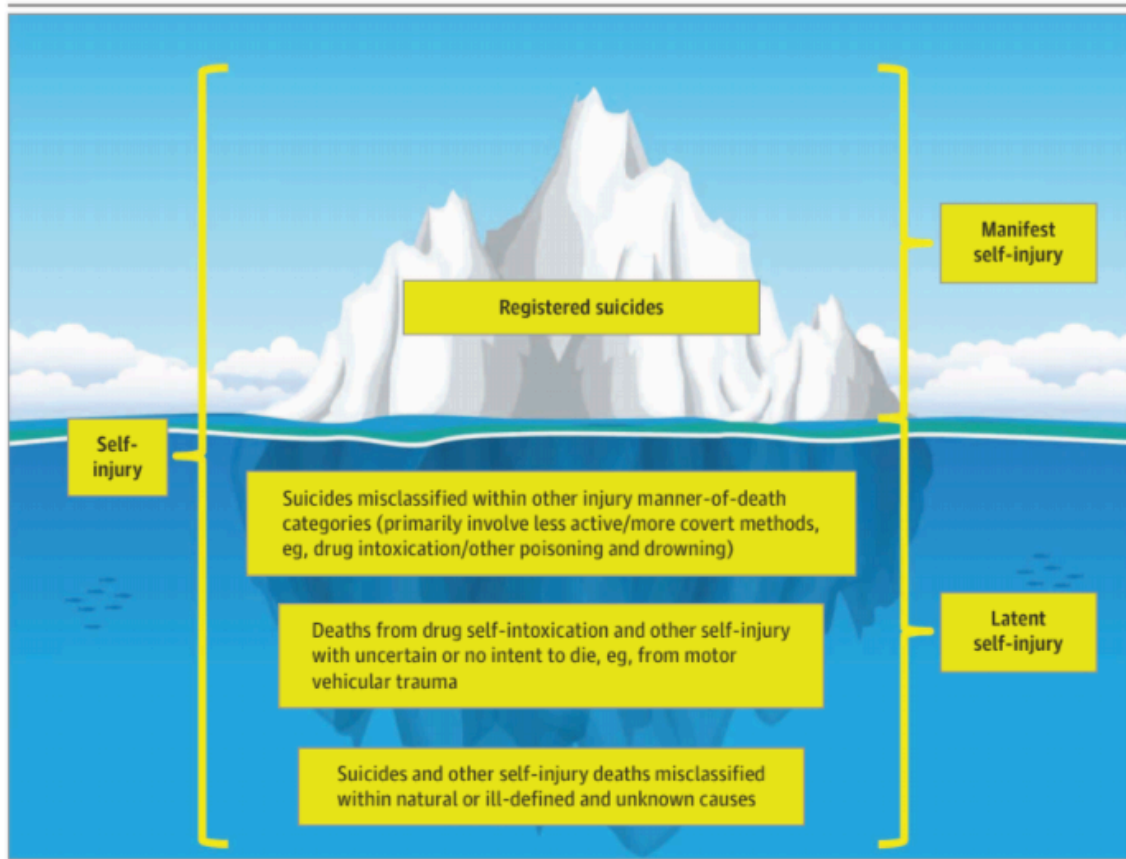 Registered suicides
Manifest
self-injury
Self-
injury
Suicides misclassified within other injury manner-of-death
categories (primarily involve less active/more covert methods,
eg, drug intoxication/other poisoning and drowning)
Deaths from drug self-intoxication and other self-injury
with uncertain or no intent to die, eg, from motor
vehicular trauma
Latent
self-injury
Suicides and other self-injury deaths misclassified
within natural or ill-defined and unknown causes